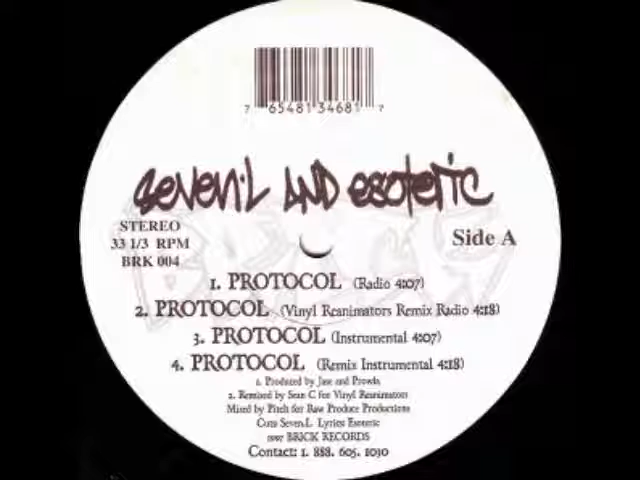 7 65481 34681 7
SEVEN:L AND ESOTERIC
STEREO
33 1/3 RPM
BRK 004
Side A
1. PROTOCOL (Radio 4:07)
2. PROTOCOL (Vinyl Reanimators Remix Radio 4:18)
3. PROTOCOL (Instrumental 4:07)
4. PROTOCOL (Remix Instrumental 4:18)
1. Produced by Jase and Prowla
2. Remixed by Sean C for Vinyl Reanimators
Mixed by Pitch for Raw Produce Productions
Cuts Seven.L Lyrics Esoteric
1997 BRICK RECORDS
Contact: 1. 888. 605. 1030